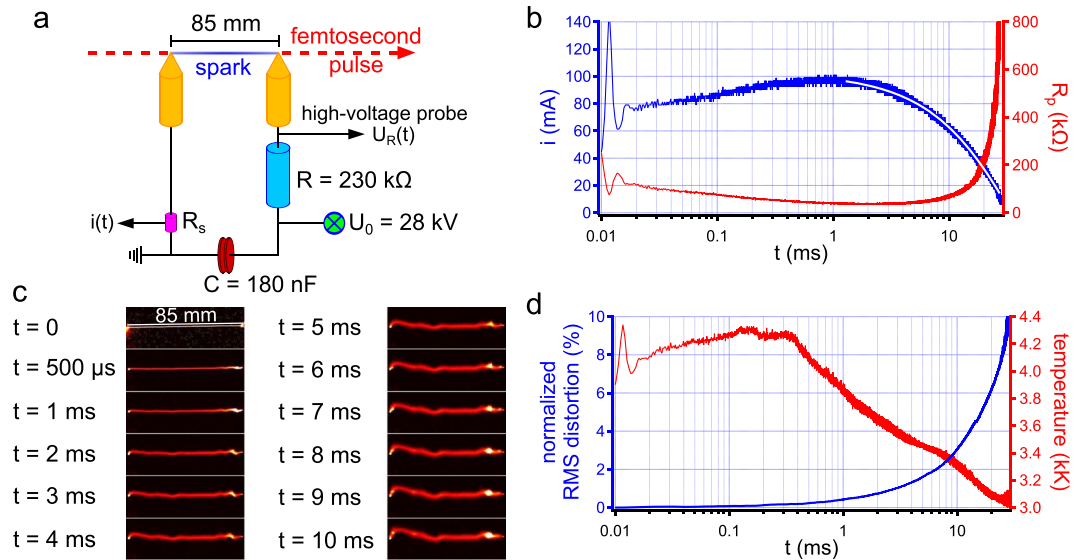 a
85 mm
femtosecond
spark
pulse
high-voltage probe
U_R(t)
R = 230 kΩ
i(t)
R_s
U_0 = 28 kV
C = 180 nF
b
140
120
100
80
60
40
20
0
i (mA)
800
600
400
200
0
R_p (kΩ)
0.01
0.1
1
10
t (ms)
c
85 mm
t = 0
t = 500 µs
t = 1 ms
t = 2 ms
t = 3 ms
t = 4 ms
t = 5 ms
t = 6 ms
t = 7 ms
t = 8 ms
t = 9 ms
t = 10 ms
d
10
8
6
4
2
0
normalized
RMS distortion (%)
4.4
4.2
4.0
3.8
3.6
3.4
3.2
3.0
temperature (kK)
0.01
0.1
1
10
t (ms)